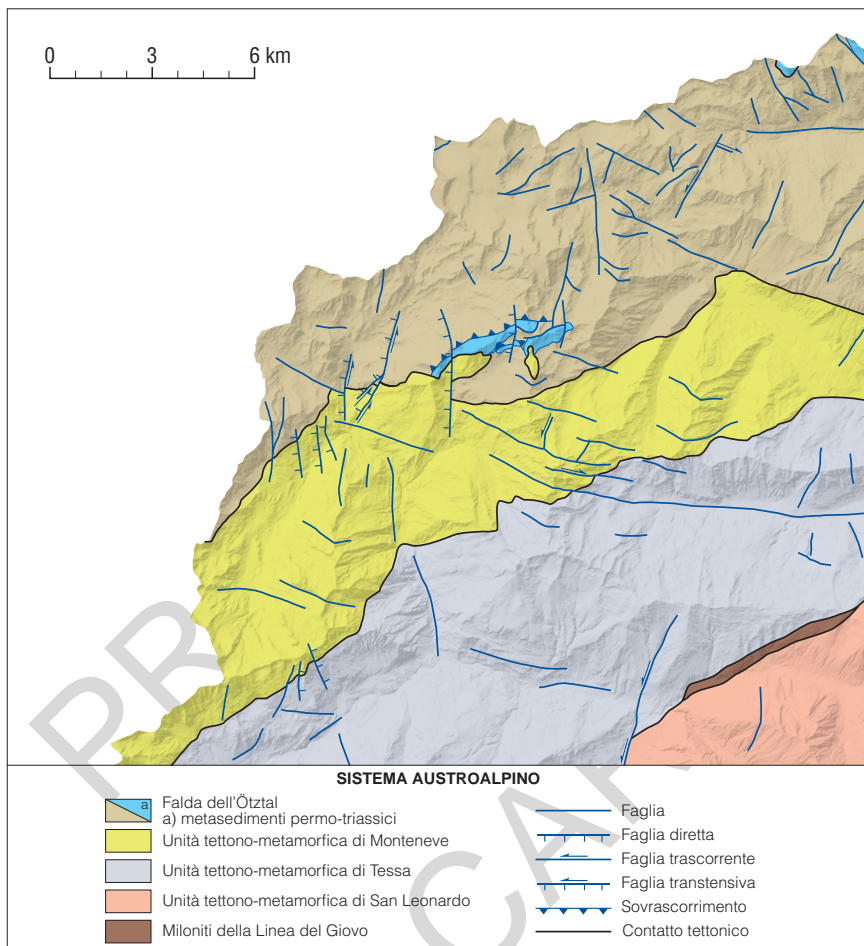 0 3 6 km
SISTEMA AUSTROALPINO
a
Falda dell'Ötztal
a) metasedimenti permo-triassici
Unità tettono-metamorfica di Monteneve
Unità tettono-metamorfica di Tessa
Unità tettono-metamorfica di San Leonardo
Miloniti della Linea del Giovo
Faglia
Faglia diretta
Faglia trascorrente
Faglia transtensiva
Sovrascorrimento
Contatto tettonico